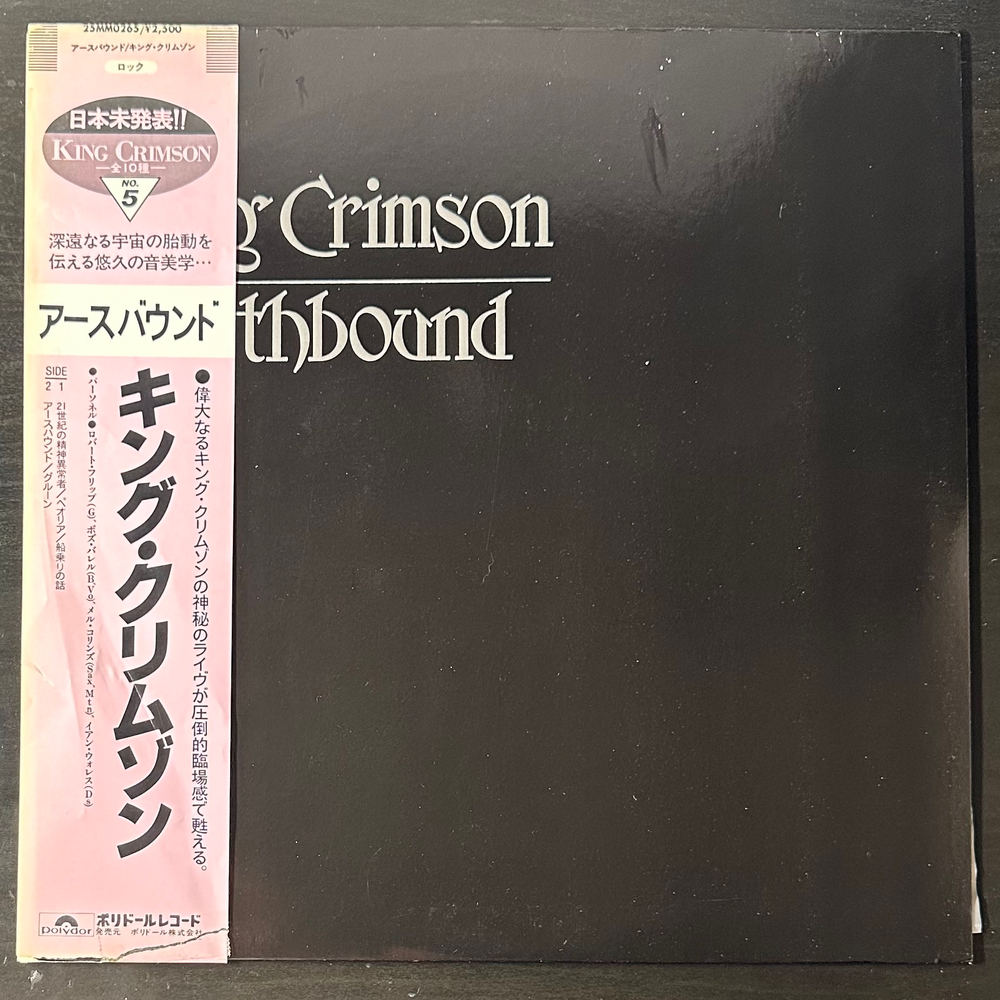 23MM0265/¥2,300
アースバウンド/キング・クリムゾン
ロック
日本未発表!!
KING CRIMSON
—全10種—
NO.
5
深遠なる宇宙の胎動を
伝える悠久の音美学…
アースバウンド
●偉大なるキング・クリムゾンの神秘のライヴが圧倒的臨場感で甦える。
キング・クリムゾン
●パーソネル●ロバート・フリップ(G)、ボズ・バレル(B,Vo)、メル・コリンズ(Sax, Mtn)、イアン・ウォレス(Ds)
SIDE
1 21世紀の精神異常者/ペオリア/船乗りの話
2 アースバウンド/グルーン
polydor
ポリドールレコード
発売元 ポリドール株式会社
g Crimson
thbound